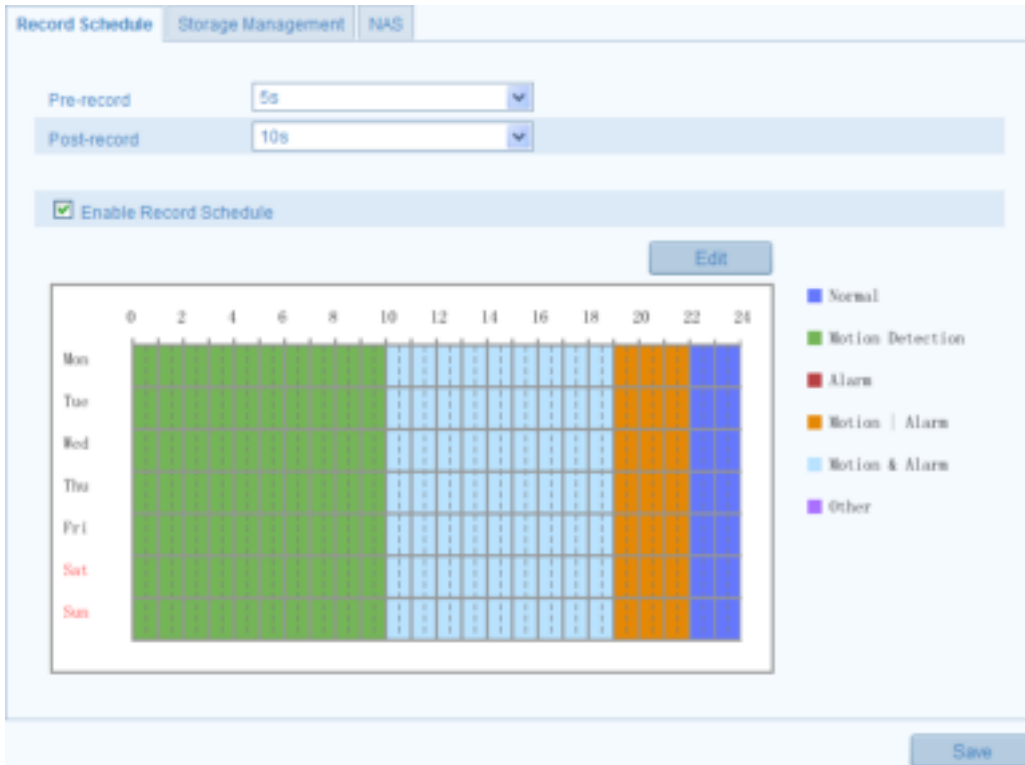 Record Schedule Storage Management NAS
Pre-record 5s
Post-record 10s
Enable Record Schedule
Edit
0 2 4 6 8 10 12 14 16 18 20 22 24
Mon
Tue
Wed
Thu
Fri
Sat
Sun
Normal
Motion Detection
Alarm
Motion | Alarm
Motion & Alarm
Other
Save